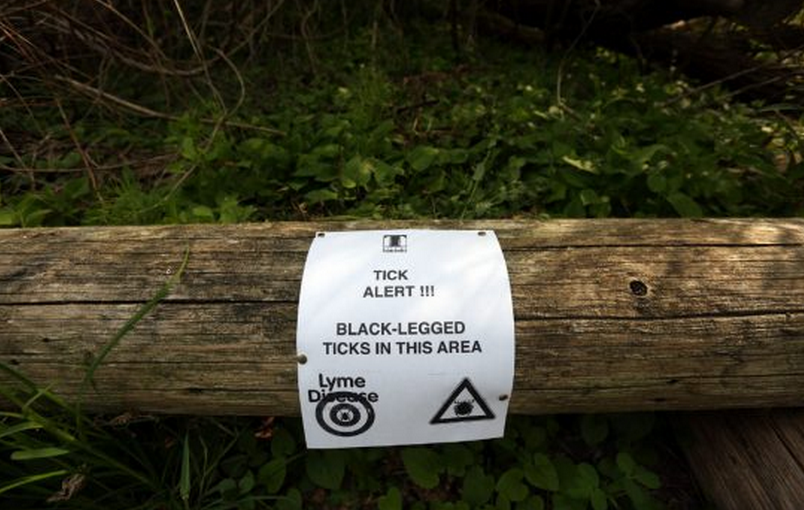 TICK
ALERT !!!
BLACK-LEGGED
TICKS IN THIS AREA
Lyme
Disease